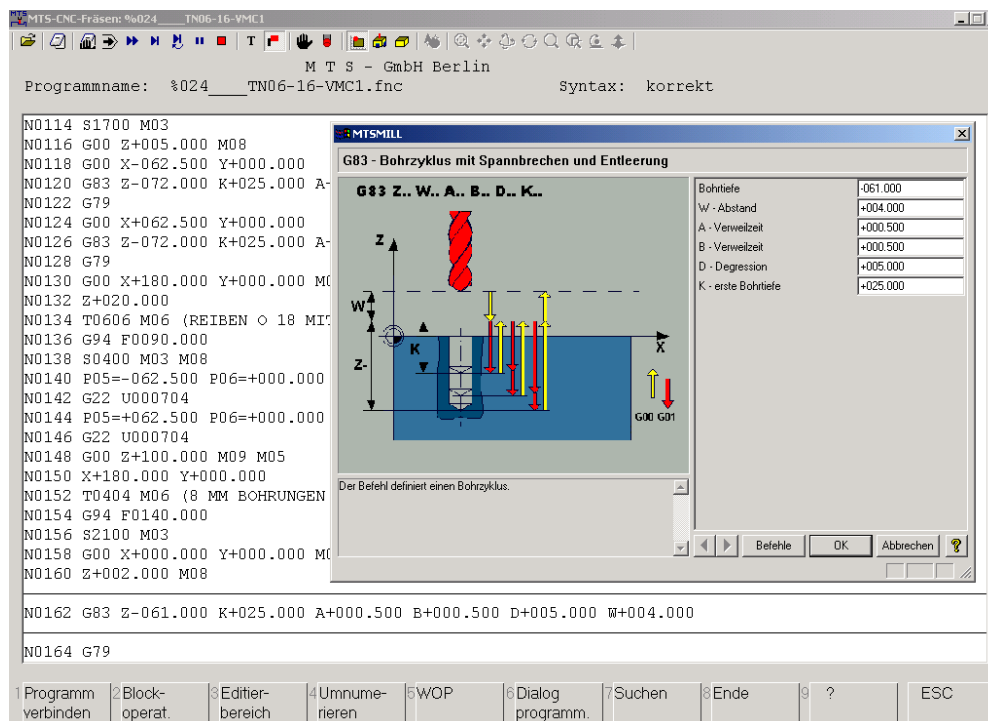 MTS-CNC-Fräsen: %024____TN06-16-VMC1
M T S - GmbH Berlin
Programmname: %024____TN06-16-VMC1.fnc Syntax: korrekt
N0114 S1700 M03
N0116 G00 Z+005.000 M08
N0118 G00 X-062.500 Y+000.000
N0120 G83 Z-072.000 K+025.000 A-
N0122 G79
N0124 G00 X+062.500 Y+000.000
N0126 G83 Z-072.000 K+025.000 A-
N0128 G79
N0130 G00 X+180.000 Y+000.000 M0
N0132 Z+020.000
N0134 T0606 M06 (REIBEN O 18 MIT
N0136 G94 F0090.000
N0138 S0400 M03 M08
N0140 P05=-062.500 P06=+000.000
N0142 G22 U000704
N0144 P05=+062.500 P06=+000.000
N0146 G22 U000704
N0148 G00 Z+100.000 M09 M05
N0150 X+180.000 Y+000.000
N0152 T0404 M06 (8 MM BOHRUNGEN
N0154 G94 F0140.000
N0156 S2100 M03
N0158 G00 X+000.000 Y+000.000 M0
N0160 Z+002.000 M08
MTSMILL
G83 - Bohrzyklus mit Spannbrechen und Entleerung
G83 Z.. W.. A.. B.. D.. K..
Z
W
K
X
Z-
G00 G01
Bohrtiefe -061.000
W - Abstand +004.000
A - Verweilzeit +000.500
B - Verweilzeit +000.500
D - Degression +005.000
K - erste Bohrtiefe +025.000
Der Befehl definiert einen Bohrzyklus.
Befehle OK Abbrechen ?
N0162 G83 Z-061.000 K+025.000 A+000.500 B+000.500 D+005.000 W+004.000
N0164 G79
1 Programm verbinden
2 Block-operat.
3 Editier-bereich
4 Umnume-rieren
5 WOP
6 Dialog programm.
7 Suchen
8 Ende
9 ?
ESC